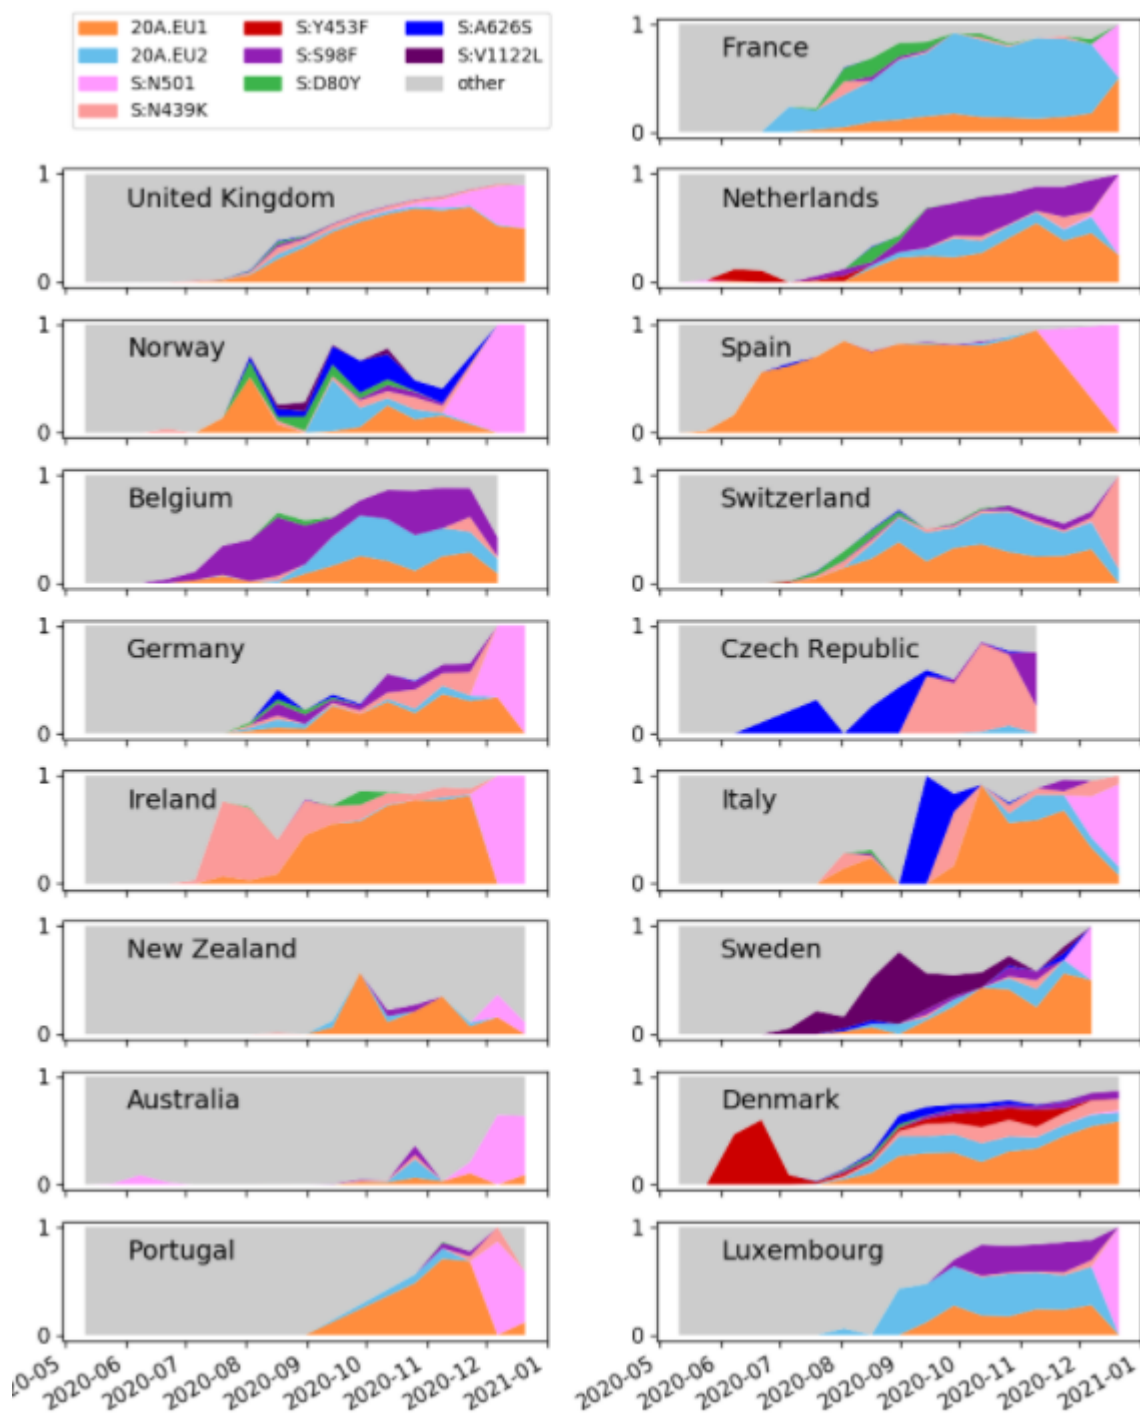 20A.EU1 S:Y453F S:A626S
20A.EU2 S:S98F S:V1122L
S:N501 S:D80Y other
S:N439K
1
France
0
1
United Kingdom
0
1
Netherlands
0
1
Norway
0
1
Spain
0
1
Belgium
0
1
Switzerland
0
1
Germany
0
1
Czech Republic
0
1
Ireland
0
1
Italy
0
1
New Zealand
0
1
Sweden
0
1
Australia
0
1
Denmark
0
1
Portugal
0
1
Luxembourg
0
0-05 2020-06 2020-07 2020-08 2020-09 2020-10 2020-11 2020-12 2021-01
2020-05 2020-06 2020-07 2020-08 2020-09 2020-10 2020-11 2020-12 2021-01